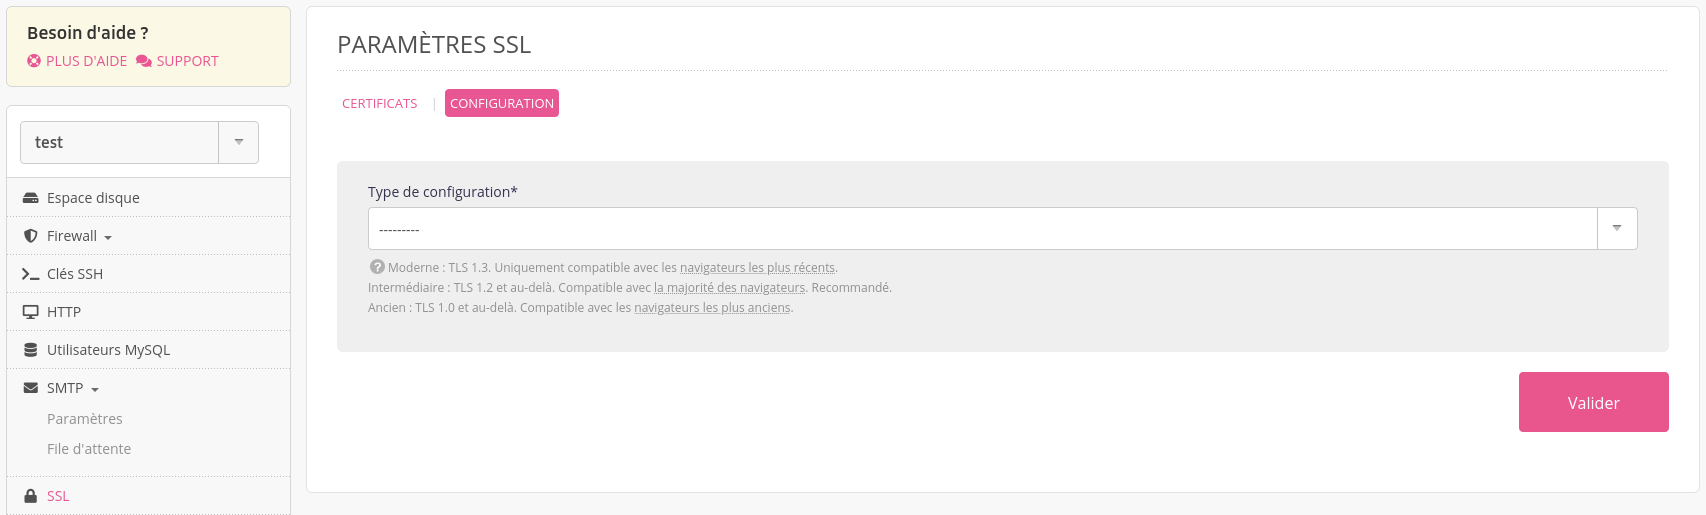 Besoin d'aide ?
PLUS D'AIDE SUPPORT
test
Espace disque
Firewall
Clés SSH
HTTP
Utilisateurs MySQL
SMTP
Paramètres
File d'attente
SSL
PARAMÈTRES SSL
CERTIFICATS | CONFIGURATION
Type de configuration*
---------
? Moderne : TLS 1.3. Uniquement compatible avec les navigateurs les plus récents.
Intermédiaire : TLS 1.2 et au-delà. Compatible avec la majorité des navigateurs. Recommandé.
Ancien : TLS 1.0 et au-delà. Compatible avec les navigateurs les plus anciens.
Valider